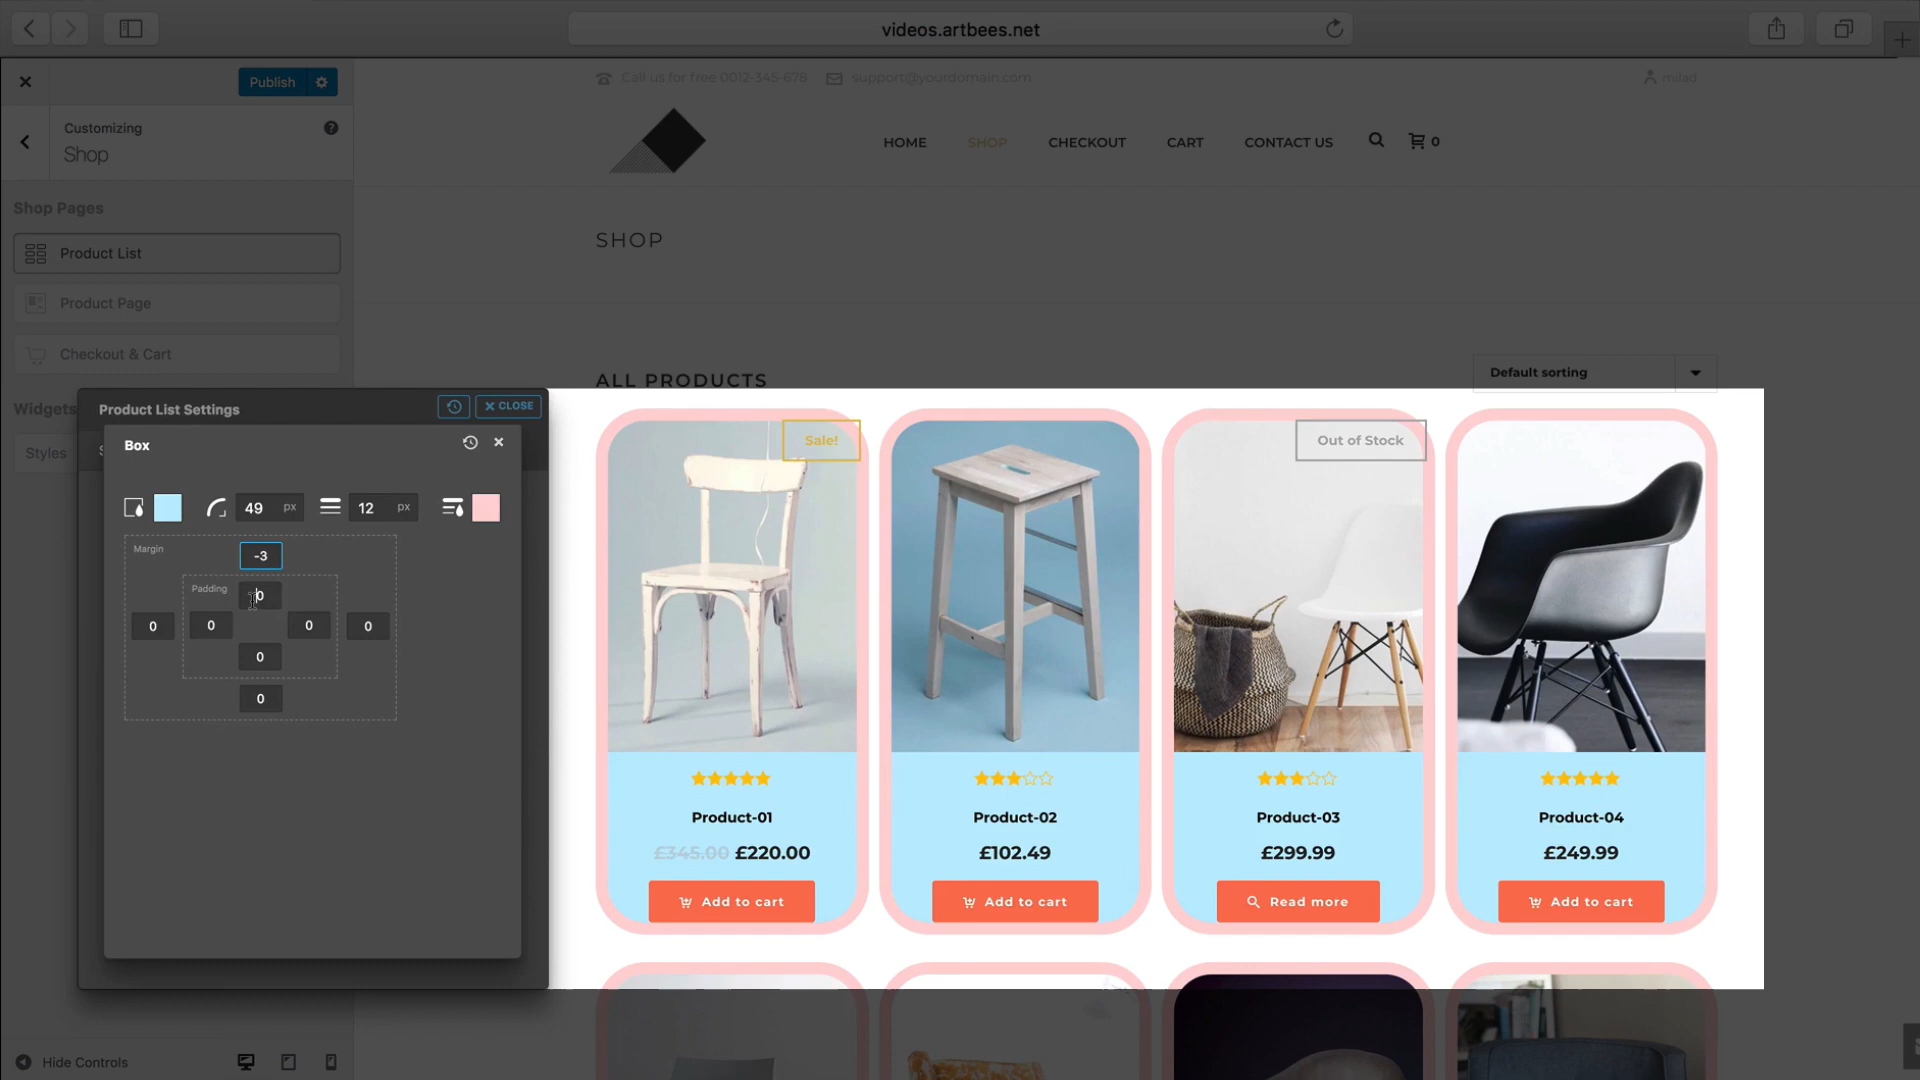 videos.artbees.net
Publish
Customizing
Shop
Shop Pages
Product List
Product Page
Checkout & Cart
Widgets
Styles
Product List Settings
CLOSE
Box
49 px
12 px
Margin
-3
Padding
0
0
0
0
0
0
0
Hide Controls
Call us for free 0012-345-678
support@yourdomain.com
milad
HOME
SHOP
CHECKOUT
CART
CONTACT US
0
SHOP
ALL PRODUCTS
Default sorting
Sale!
Out of Stock
Product-01
£345.00 £220.00
Add to cart
Product-02
£102.49
Add to cart
Product-03
£299.99
Read more
Product-04
£249.99
Add to cart